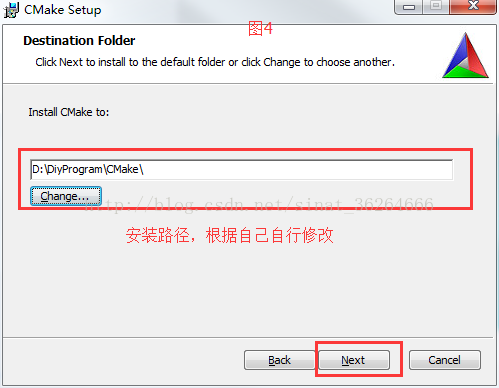 CMake Setup
图4
Destination Folder
Click Next to install to the default folder or click Change to choose another.
Install CMake to:
D:\DiyProgram\CMake\
Change...
http://blog.csdn.net/sinat_36264666
安装路径，根据自己自行修改
Back
Next
Cancel